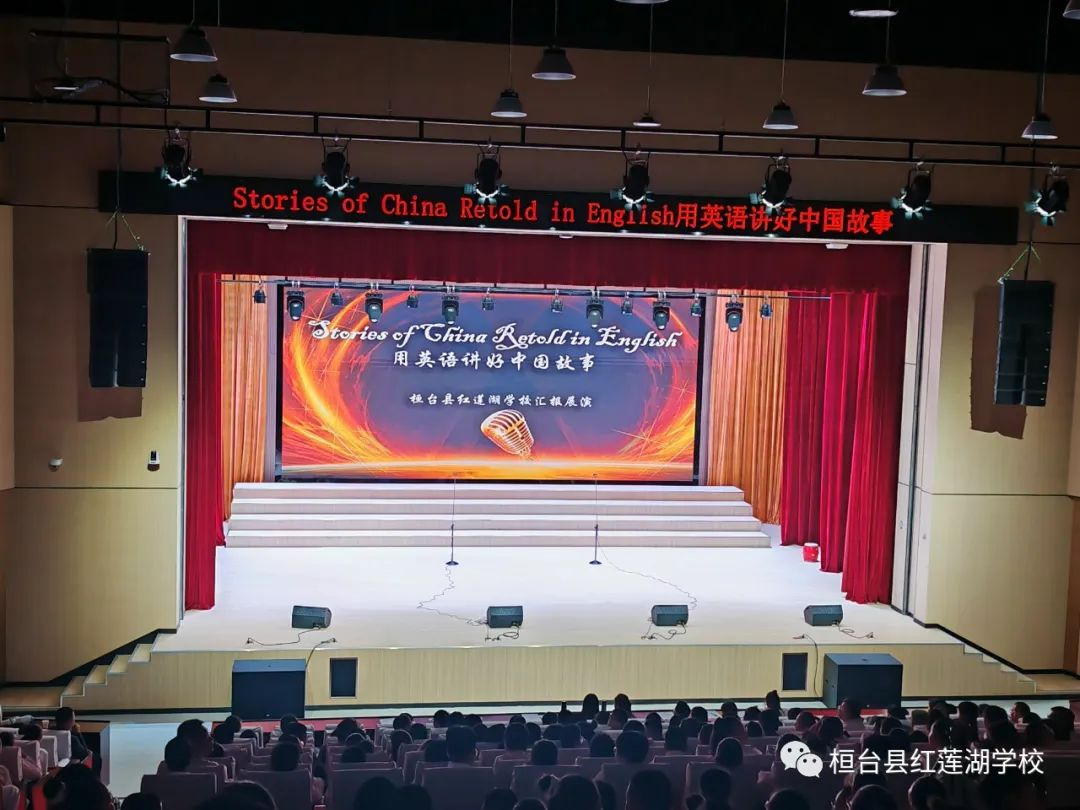 Stories of China Retold in English用英语讲好中国故事
Stories of China Retold in English
用英语讲好中国故事
桓台县红莲湖学校汇报展演
桓台县红莲湖学校